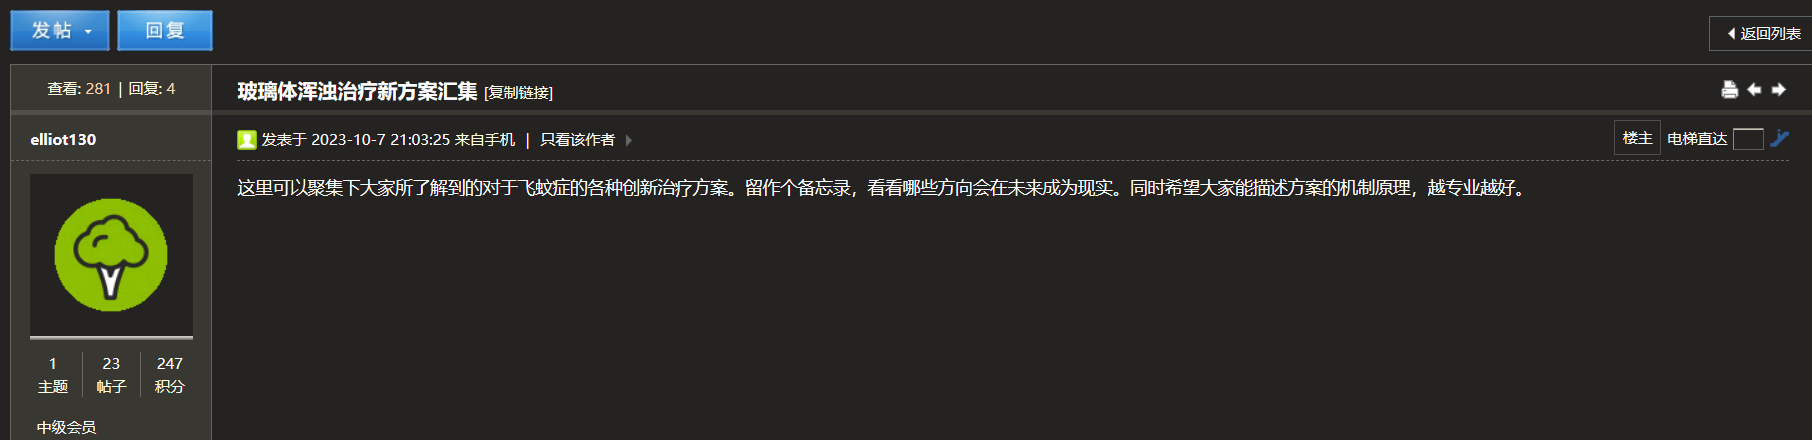 发帖
回复
返回列表
查看: 281 | 回复: 4
玻璃体浑浊治疗新方案汇集 [复制链接]
elliot130
发表于 2023-10-7 21:03:25 来自手机 | 只看该作者
楼主 电梯直达
这里可以聚集下大家所了解到的对于飞蚊症的各种创新治疗方案。留作个备忘录，看看哪些方向会在未来成为现实。同时希望大家能描述方案的机制原理，越专业越好。
1 23 247
主题 帖子 积分
中级会员